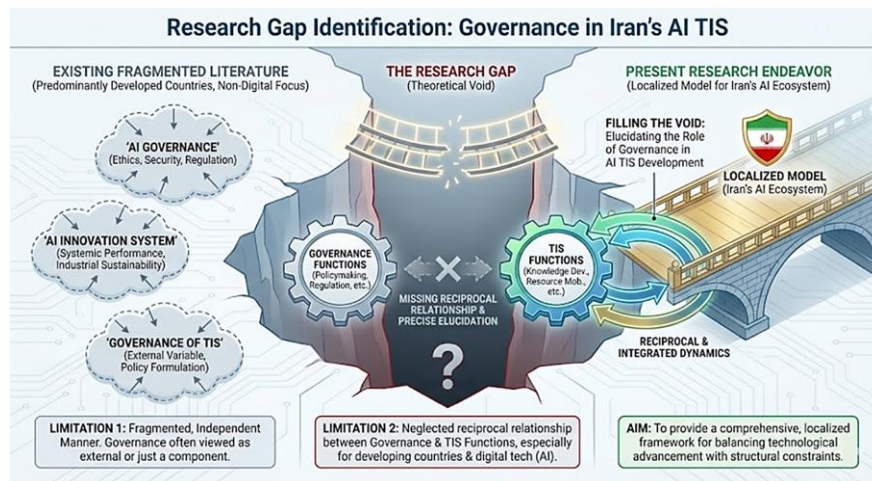 Research Gap Identification: Governance in Iran's AI TIS
EXISTING FRAGMENTED LITERATURE
(Predominantly Developed Countries, Non-Digital Focus)
'AI GOVERNANCE'
(Ethics, Security, Regulation)
'AI INNOVATION SYSTEM'
(Systemic Performance,
Industrial Sustainability)
'GOVERNANCE OF TIS'
(External Variable,
Policy Formulation)
LIMITATION 1: Fragmented, Independent
Manner. Governance often viewed as
external or just a component.
THE RESEARCH GAP
(Theoretical Void)
GOVERNANCE
FUNCTIONS
(Policymaking,
Regulation, etc.)
MISSING RECIPROCAL
RELATIONSHIP &
PRECISE ELUCIDATION
?
TIS
FUNCTIONS
(Knowledge Dev.,
Resource Mob.,
etc.)
LIMITATION 2: Neglected reciprocal relationship
between Governance & TIS Functions, especially
for developing countries & digital tech (AI).
PRESENT RESEARCH ENDEAVOR
(Localized Model for Iran's AI Ecosystem)
FILLING THE VOID:
Elucidating the Role
of Governance in
AI TIS Development
LOCALIZED MODEL
(Iran's AI Ecosystem)
RECIPROCAL &
INTEGRATED DYNAMICS
AIM: To provide a comprehensive, localized
framework for balancing technological
advancement with structural constraints.